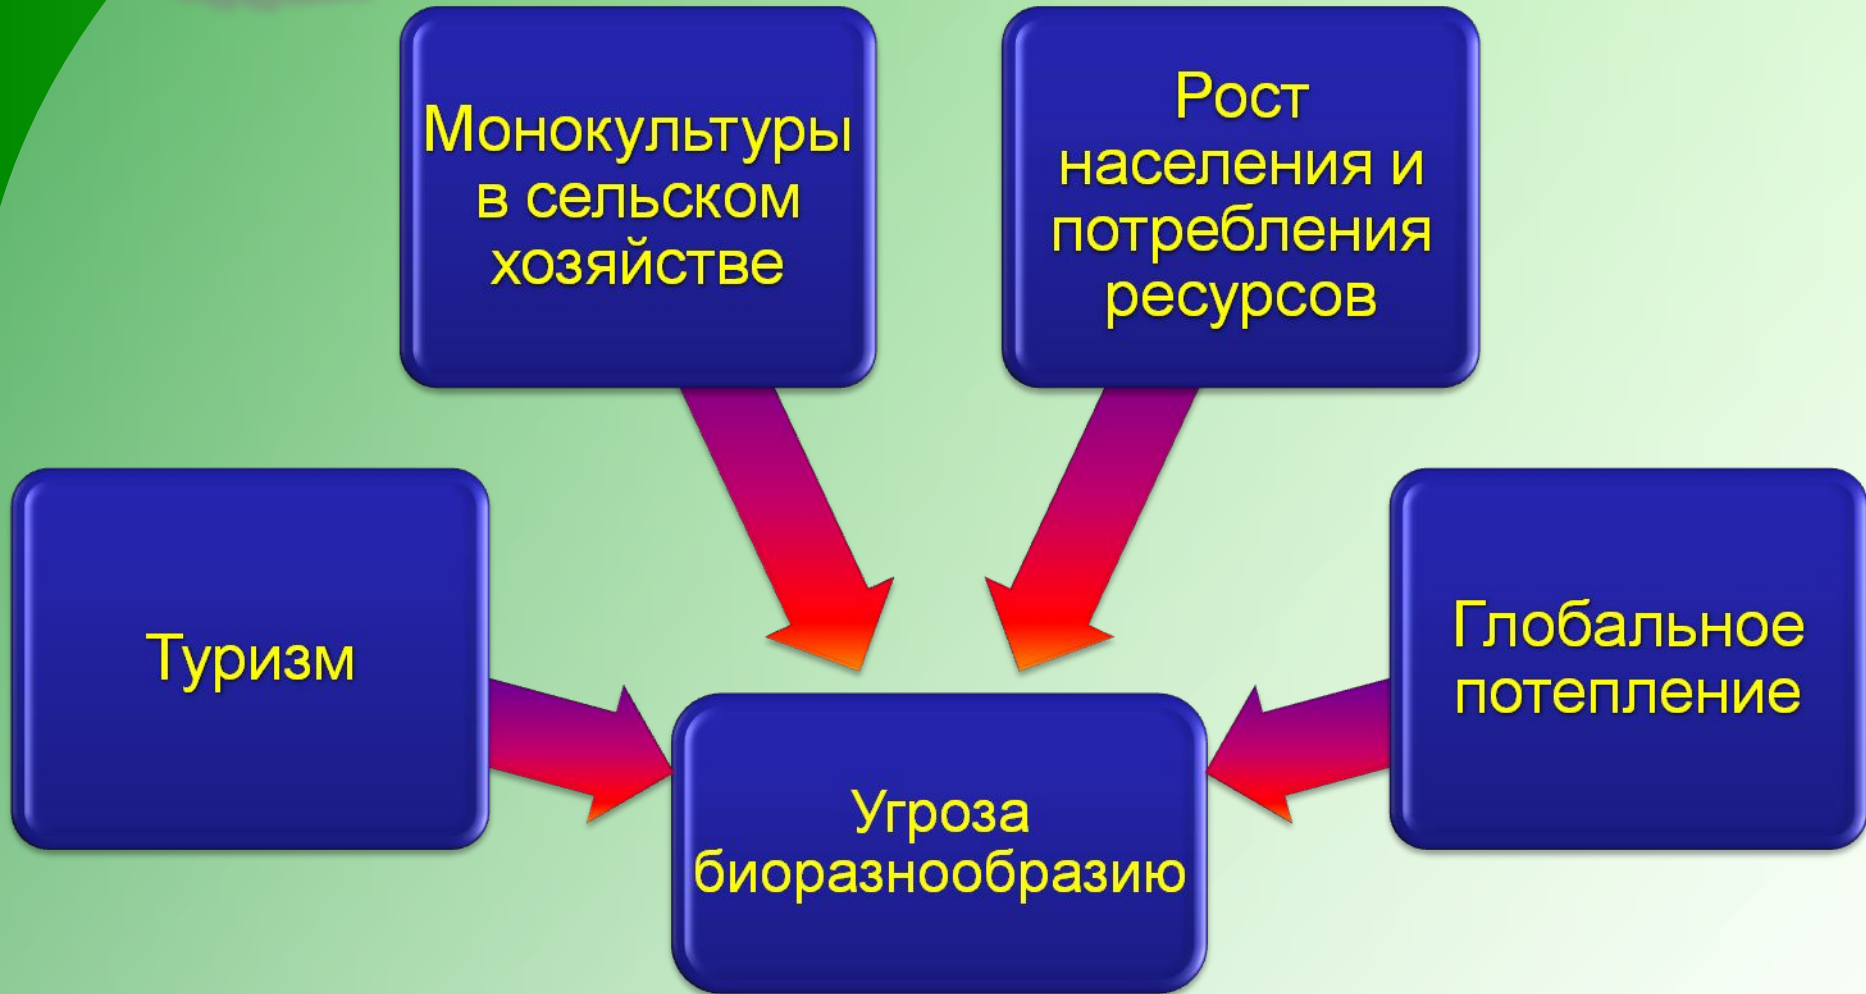 Монокультуры
в сельском
хозяйстве
Рост
населения и
потребления
ресурсов
Туризм
Глобальное
потепление
Угроза
биоразнообразию